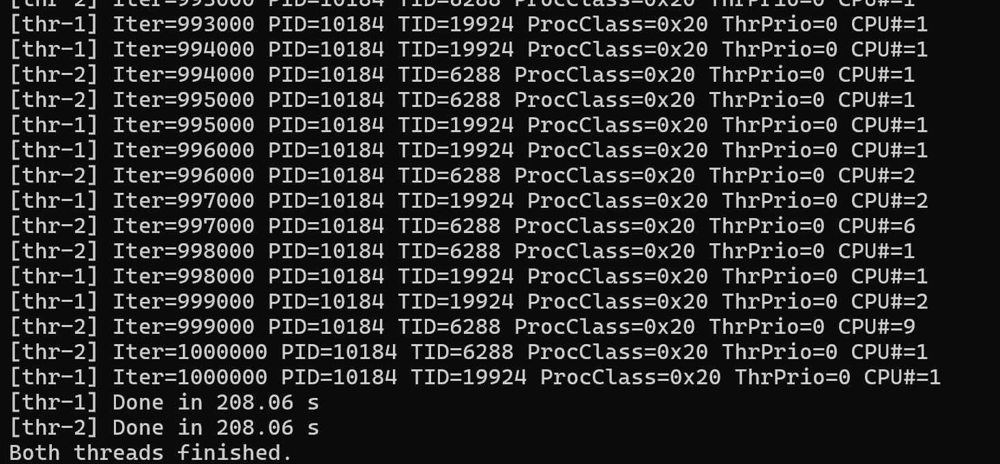 [thr-2] Iter=993000 PID=10184 TID=6288 ProcClass=0x20 ThrPrio=0 CPU#=1
[thr-1] Iter=993000 PID=10184 TID=19924 ProcClass=0x20 ThrPrio=0 CPU#=1
[thr-1] Iter=994000 PID=10184 TID=19924 ProcClass=0x20 ThrPrio=0 CPU#=1
[thr-2] Iter=994000 PID=10184 TID=6288 ProcClass=0x20 ThrPrio=0 CPU#=1
[thr-2] Iter=995000 PID=10184 TID=6288 ProcClass=0x20 ThrPrio=0 CPU#=1
[thr-1] Iter=995000 PID=10184 TID=19924 ProcClass=0x20 ThrPrio=0 CPU#=1
[thr-1] Iter=996000 PID=10184 TID=19924 ProcClass=0x20 ThrPrio=0 CPU#=1
[thr-2] Iter=996000 PID=10184 TID=6288 ProcClass=0x20 ThrPrio=0 CPU#=2
[thr-1] Iter=997000 PID=10184 TID=19924 ProcClass=0x20 ThrPrio=0 CPU#=2
[thr-2] Iter=997000 PID=10184 TID=6288 ProcClass=0x20 ThrPrio=0 CPU#=6
[thr-2] Iter=998000 PID=10184 TID=6288 ProcClass=0x20 ThrPrio=0 CPU#=1
[thr-1] Iter=998000 PID=10184 TID=19924 ProcClass=0x20 ThrPrio=0 CPU#=1
[thr-1] Iter=999000 PID=10184 TID=19924 ProcClass=0x20 ThrPrio=0 CPU#=2
[thr-2] Iter=999000 PID=10184 TID=6288 ProcClass=0x20 ThrPrio=0 CPU#=9
[thr-2] Iter=1000000 PID=10184 TID=6288 ProcClass=0x20 ThrPrio=0 CPU#=1
[thr-1] Iter=1000000 PID=10184 TID=19924 ProcClass=0x20 ThrPrio=0 CPU#=1
[thr-1] Done in 208.06 s
[thr-2] Done in 208.06 s
Both threads finished.